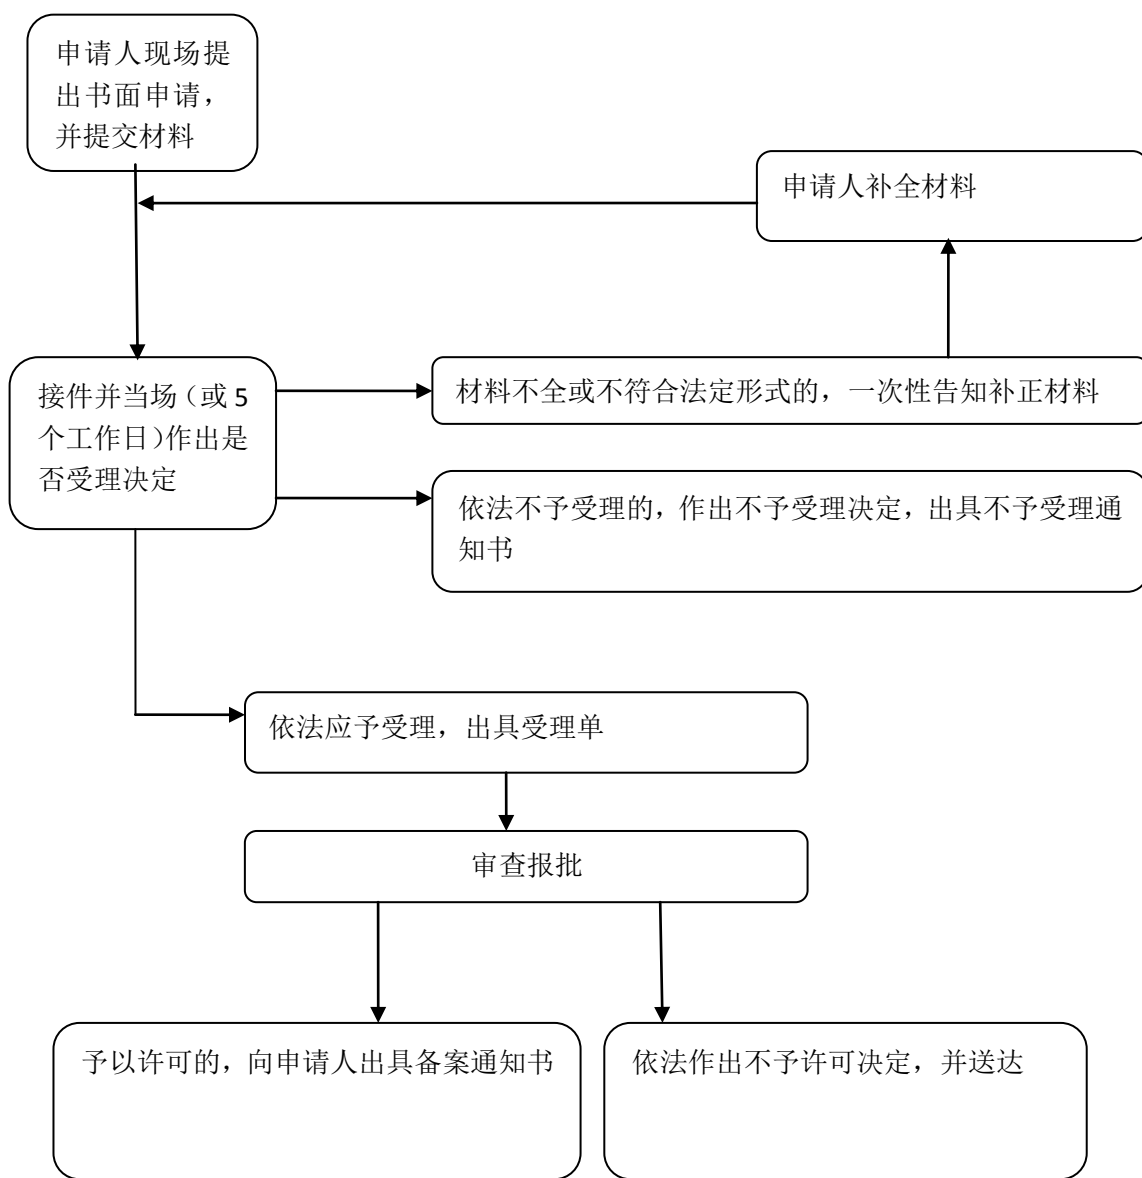 申请人现场提
出书面申请，
并提交材料
申请人补全材料
接件并当场（或5
个工作日）作出是
否受理决定
材料不全或不符合法定形式的，一次性告知补正材料
依法不予受理的，作出不予受理决定，出具不予受理通
知书
依法应予受理，出具受理单
审查报批
予以许可的，向申请人出具备案通知书
依法作出不予许可决定，并送达